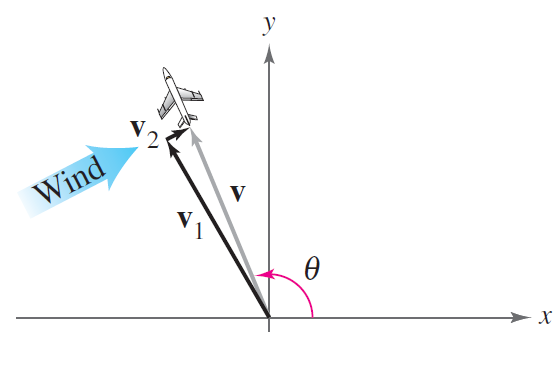 y
v₂
Wind
v
v₁
θ
x